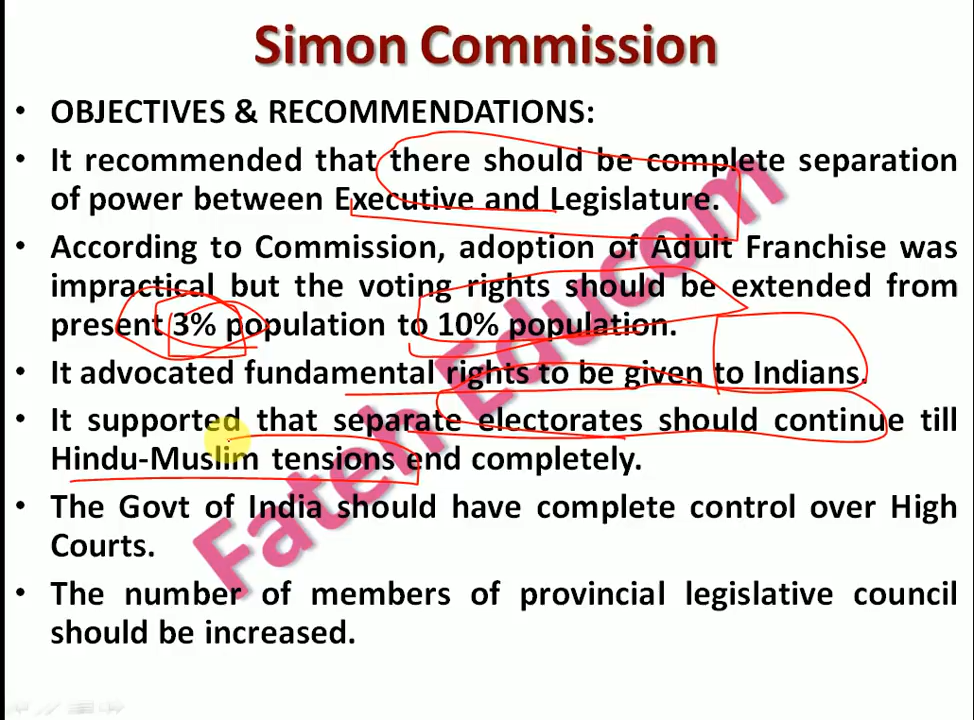 Simon Commission
• OBJECTIVES & RECOMMENDATIONS:
• It recommended that there should be complete separation
of power between Executive and Legislature.
• According to Commission, adoption of Adult Franchise was
impractical but the voting rights should be extended from
present 3% population to 10% population.
• It advocated fundamental rights to be given to Indians.
• It supported that separate electorates should continue till
Hindu-Muslim tensions end completely.
• The Govt of India should have complete control over High
Courts.
• The number of members of provincial legislative council
should be increased.
Fateh Educom